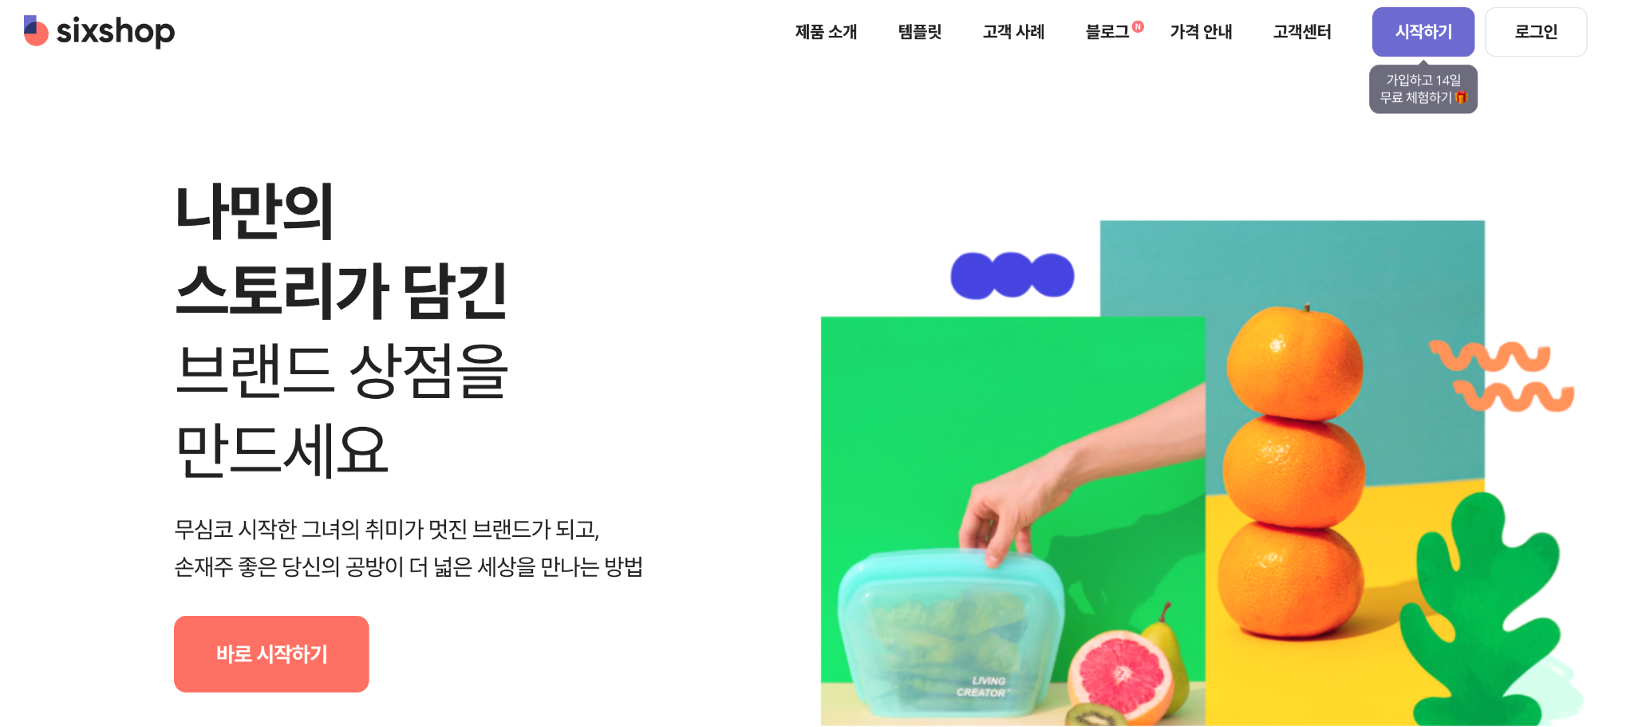 sixshop
제품 소개
템플릿
고객 사례
블로그 N
가격 안내
고객센터
시작하기
로그인
가입하고 14일
무료 체험하기🎁
나만의
스토리가 담긴
브랜드 상점을
만드세요
무심코 시작한 그녀의 취미가 멋진 브랜드가 되고,
손재주 좋은 당신의 공방이 더 넓은 세상을 만나는 방법
바로 시작하기
LIVING
CREATOR™